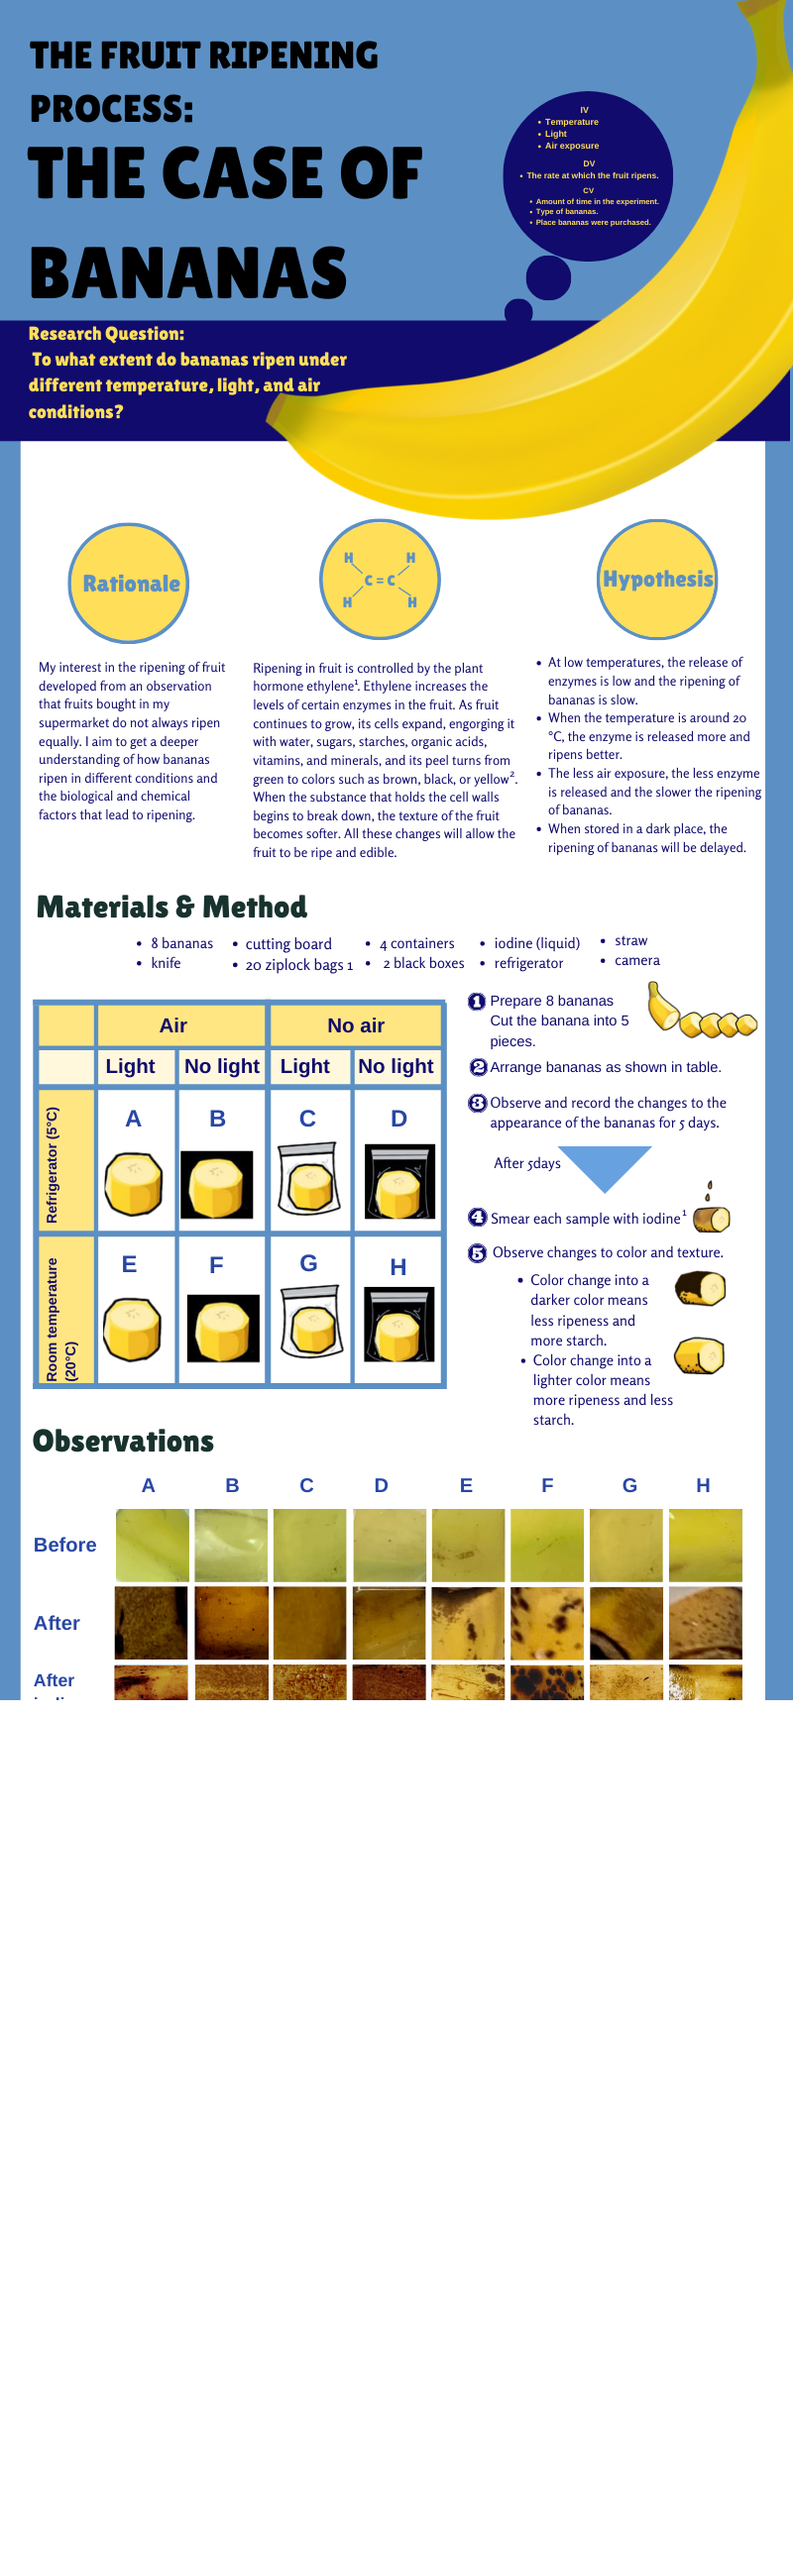 THE FRUIT RIPENING
PROCESS:
THE CASE OF
BANANAS
IV
• Temperature
• Light
• Air exposure
DV
• The rate at which the fruit ripens.
CV
• Amount of time in the experiment.
• Type of bananas.
• Place bananas were purchased.
Research Question:
To what extent do bananas ripen under
different temperature, light, and air
conditions?
Rationale
My interest in the ripening of fruit
developed from an observation
that fruits bought in my
supermarket do not always ripen
equally. I aim to get a deeper
understanding of how bananas
ripen in different conditions and
the biological and chemical
factors that lead to ripening.
H H
C = C
H H
Ripening in fruit is controlled by the plant
hormone ethylene¹. Ethylene increases the
levels of certain enzymes in the fruit. As fruit
continues to grow, its cells expand, engorging it
with water, sugars, starches, organic acids,
vitamins, and minerals, and its peel turns from
green to colors such as brown, black, or yellow².
When the substance that holds the cell walls
begins to break down, the texture of the fruit
becomes softer. All these changes will allow the
fruit to be ripe and edible.
Hypothesis
• At low temperatures, the release of
enzymes is low and the ripening of
bananas is slow.
• When the temperature is around 20
°C, the enzyme is released more and
ripens better.
• The less air exposure, the less enzyme
is released and the slower the ripening
of bananas.
• When stored in a dark place, the
ripening of bananas will be delayed.
Materials & Method
• 8 bananas
• knife
• cutting board
• 20 ziplock bags 1
• 4 containers
• 2 black boxes
• iodine (liquid)
• refrigerator
• straw
• camera
Air No air
Light No light Light No light
Refrigerator (5°C)
A B C D
Room temperature
(20°C)
E F G H
1 Prepare 8 bananas
Cut the banana into 5
pieces.
2 Arrange bananas as shown in table.
3 Observe and record the changes to the
appearance of the bananas for 5 days.
After 5days
4 Smear each sample with iodine¹
5 Observe changes to color and texture.
• Color change into a
darker color means
less ripeness and
more starch.
• Color change into a
lighter color means
more ripeness and less
starch.
Observations
A B C D E F G H
Before
After
After